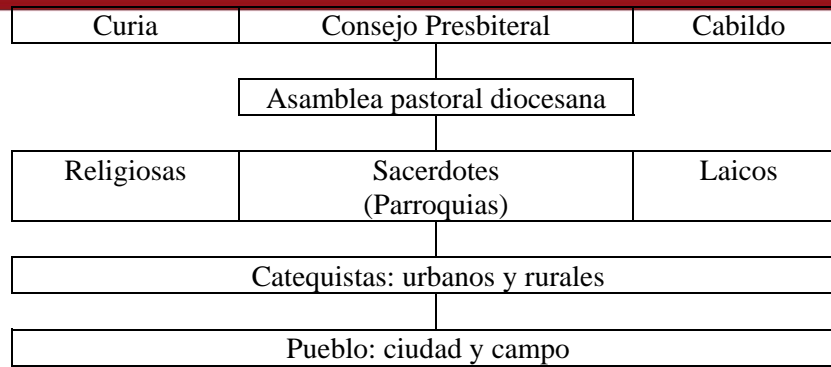 Curia Consejo Presbiteral Cabildo
Asamblea pastoral diocesana
Religiosas Sacerdotes Laicos
(Parroquias)
Catequistas: urbanos y rurales
Pueblo: ciudad y campo